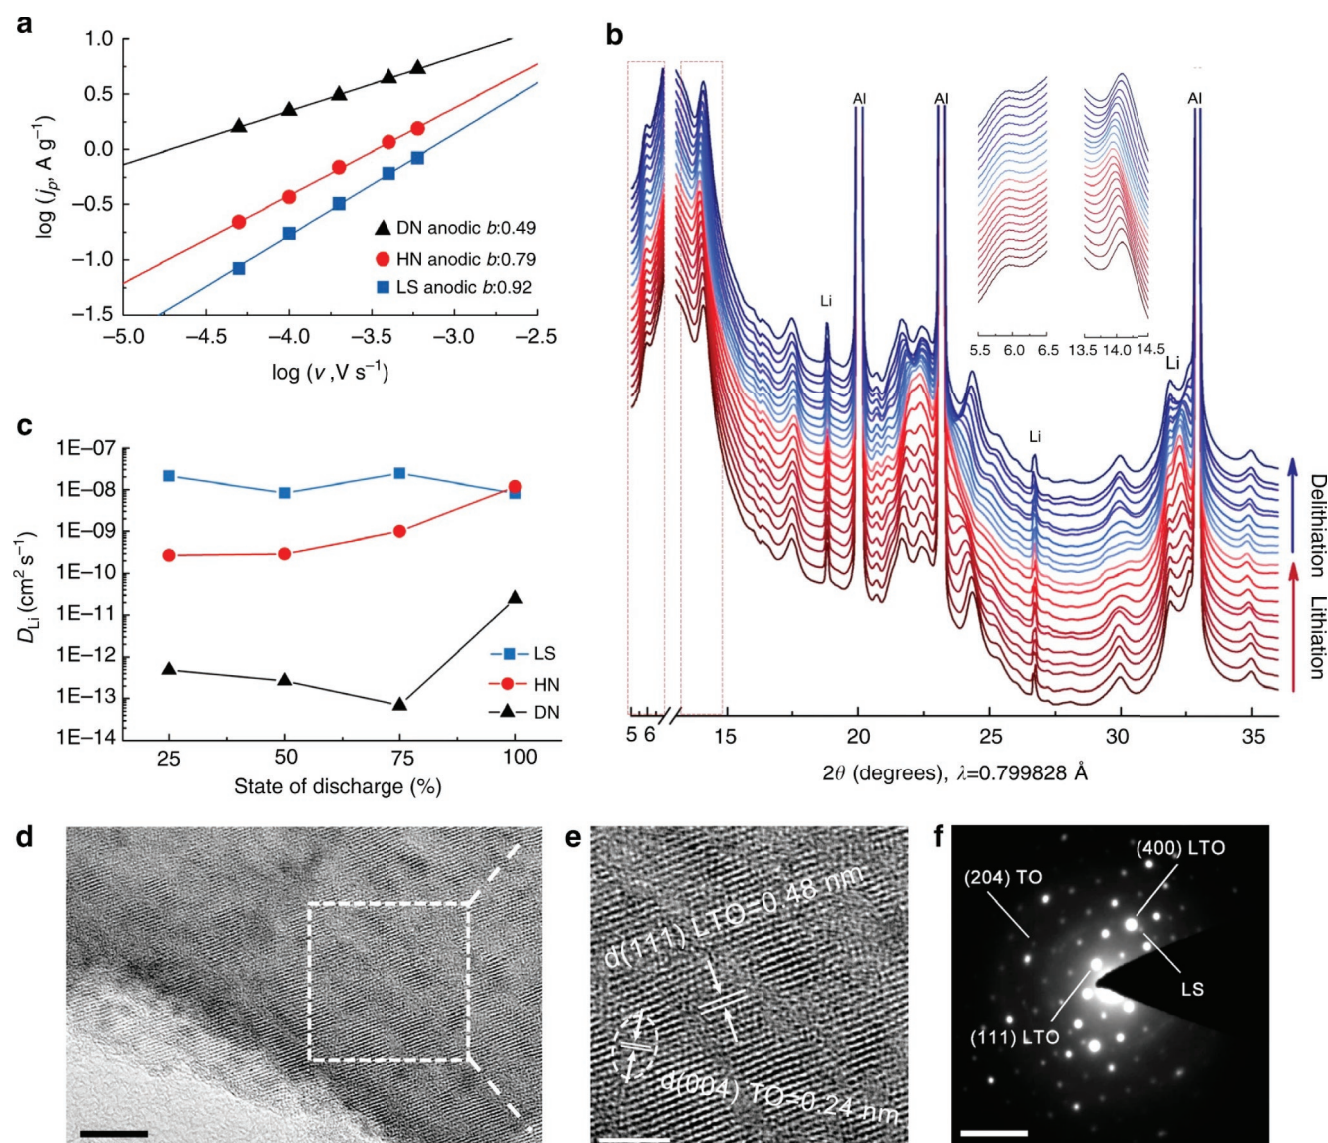 a
1.0
0.5
0.0
−0.5
−1.0
−1.5
log (jₚ, A g⁻¹)
DN anodic b:0.49
HN anodic b:0.79
LS anodic b:0.92
−5.0 −4.5 −4.0 −3.5 −3.0 −2.5
log (v ,V s⁻¹)
b
Al
Al
Al
Li
Li
Li
5.5 6.0 6.5 13.5 14.0 14.5
Delithiation
Lithiation
5 6 15 20 25 30 35
2θ (degrees), λ=0.799828 Å
c
1E−07
1E−08
1E−09
1E−10
1E−11
1E−12
1E−13
1E−14
D_Li (cm² s⁻¹)
LS
HN
DN
25 50 75 100
State of discharge (%)
d
e
d(111) LTO=0.48 nm
d(004) TO=0.24 nm
f
(400) LTO
(204) TO
LS
(111) LTO